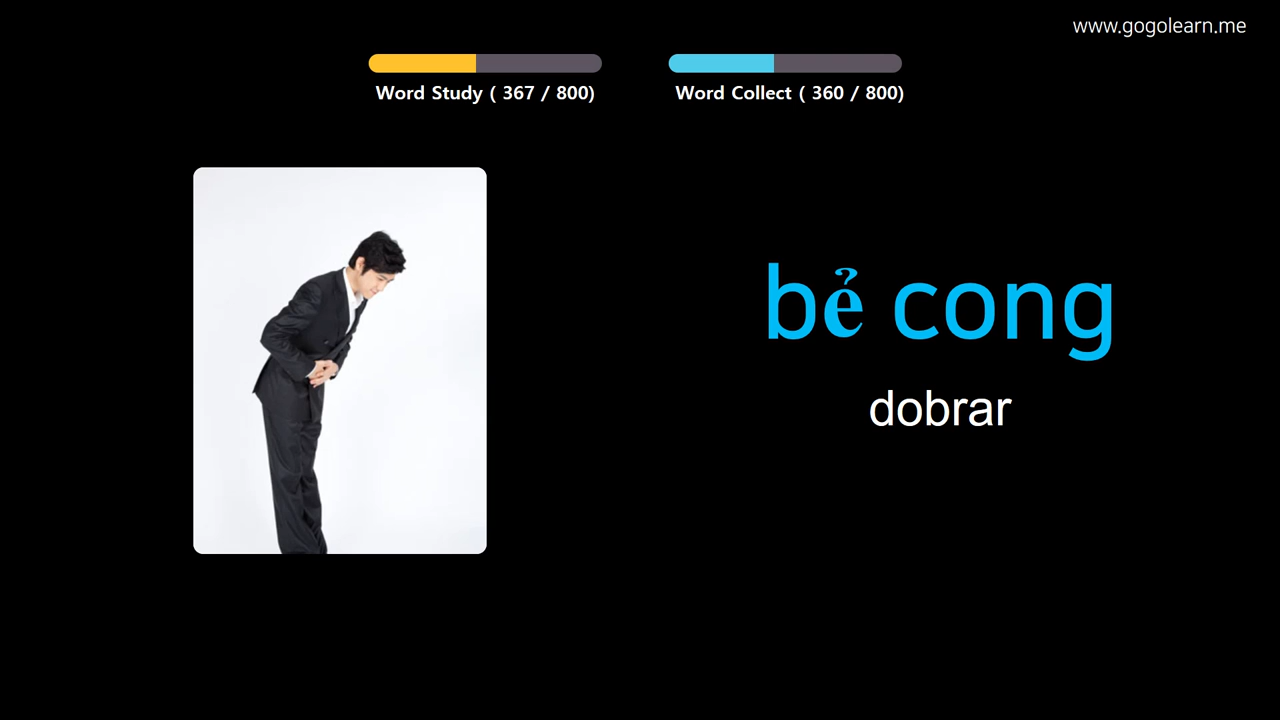 www.gogolearn.me
Word Study ( 367 / 800)
Word Collect ( 360 / 800)
bẻ cong
dobrar